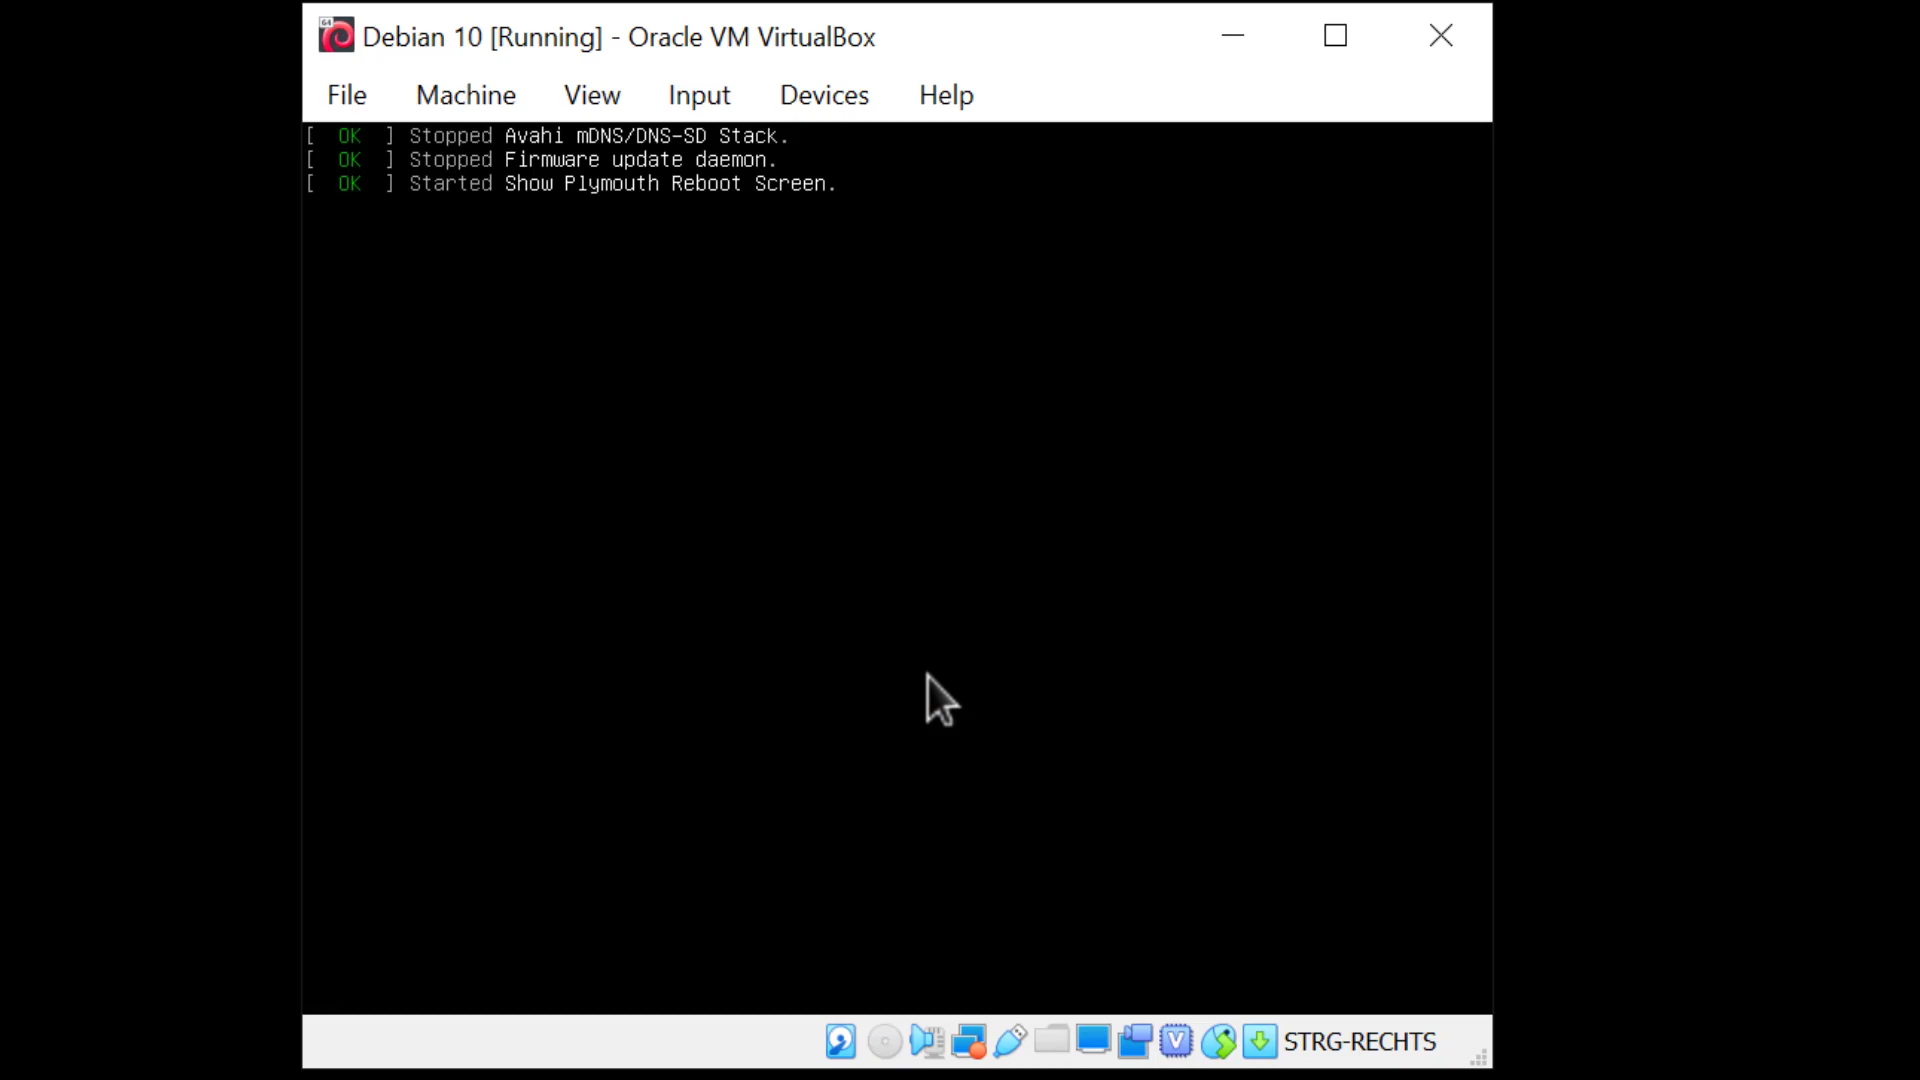 64
Debian 10 [Running] - Oracle VM VirtualBox
File Machine View Input Devices Help
[  OK  ] Stopped Avahi mDNS/DNS-SD Stack.
[  OK  ] Stopped Firmware update daemon.
[  OK  ] Started Show Plymouth Reboot Screen.
V
STRG-RECHTS